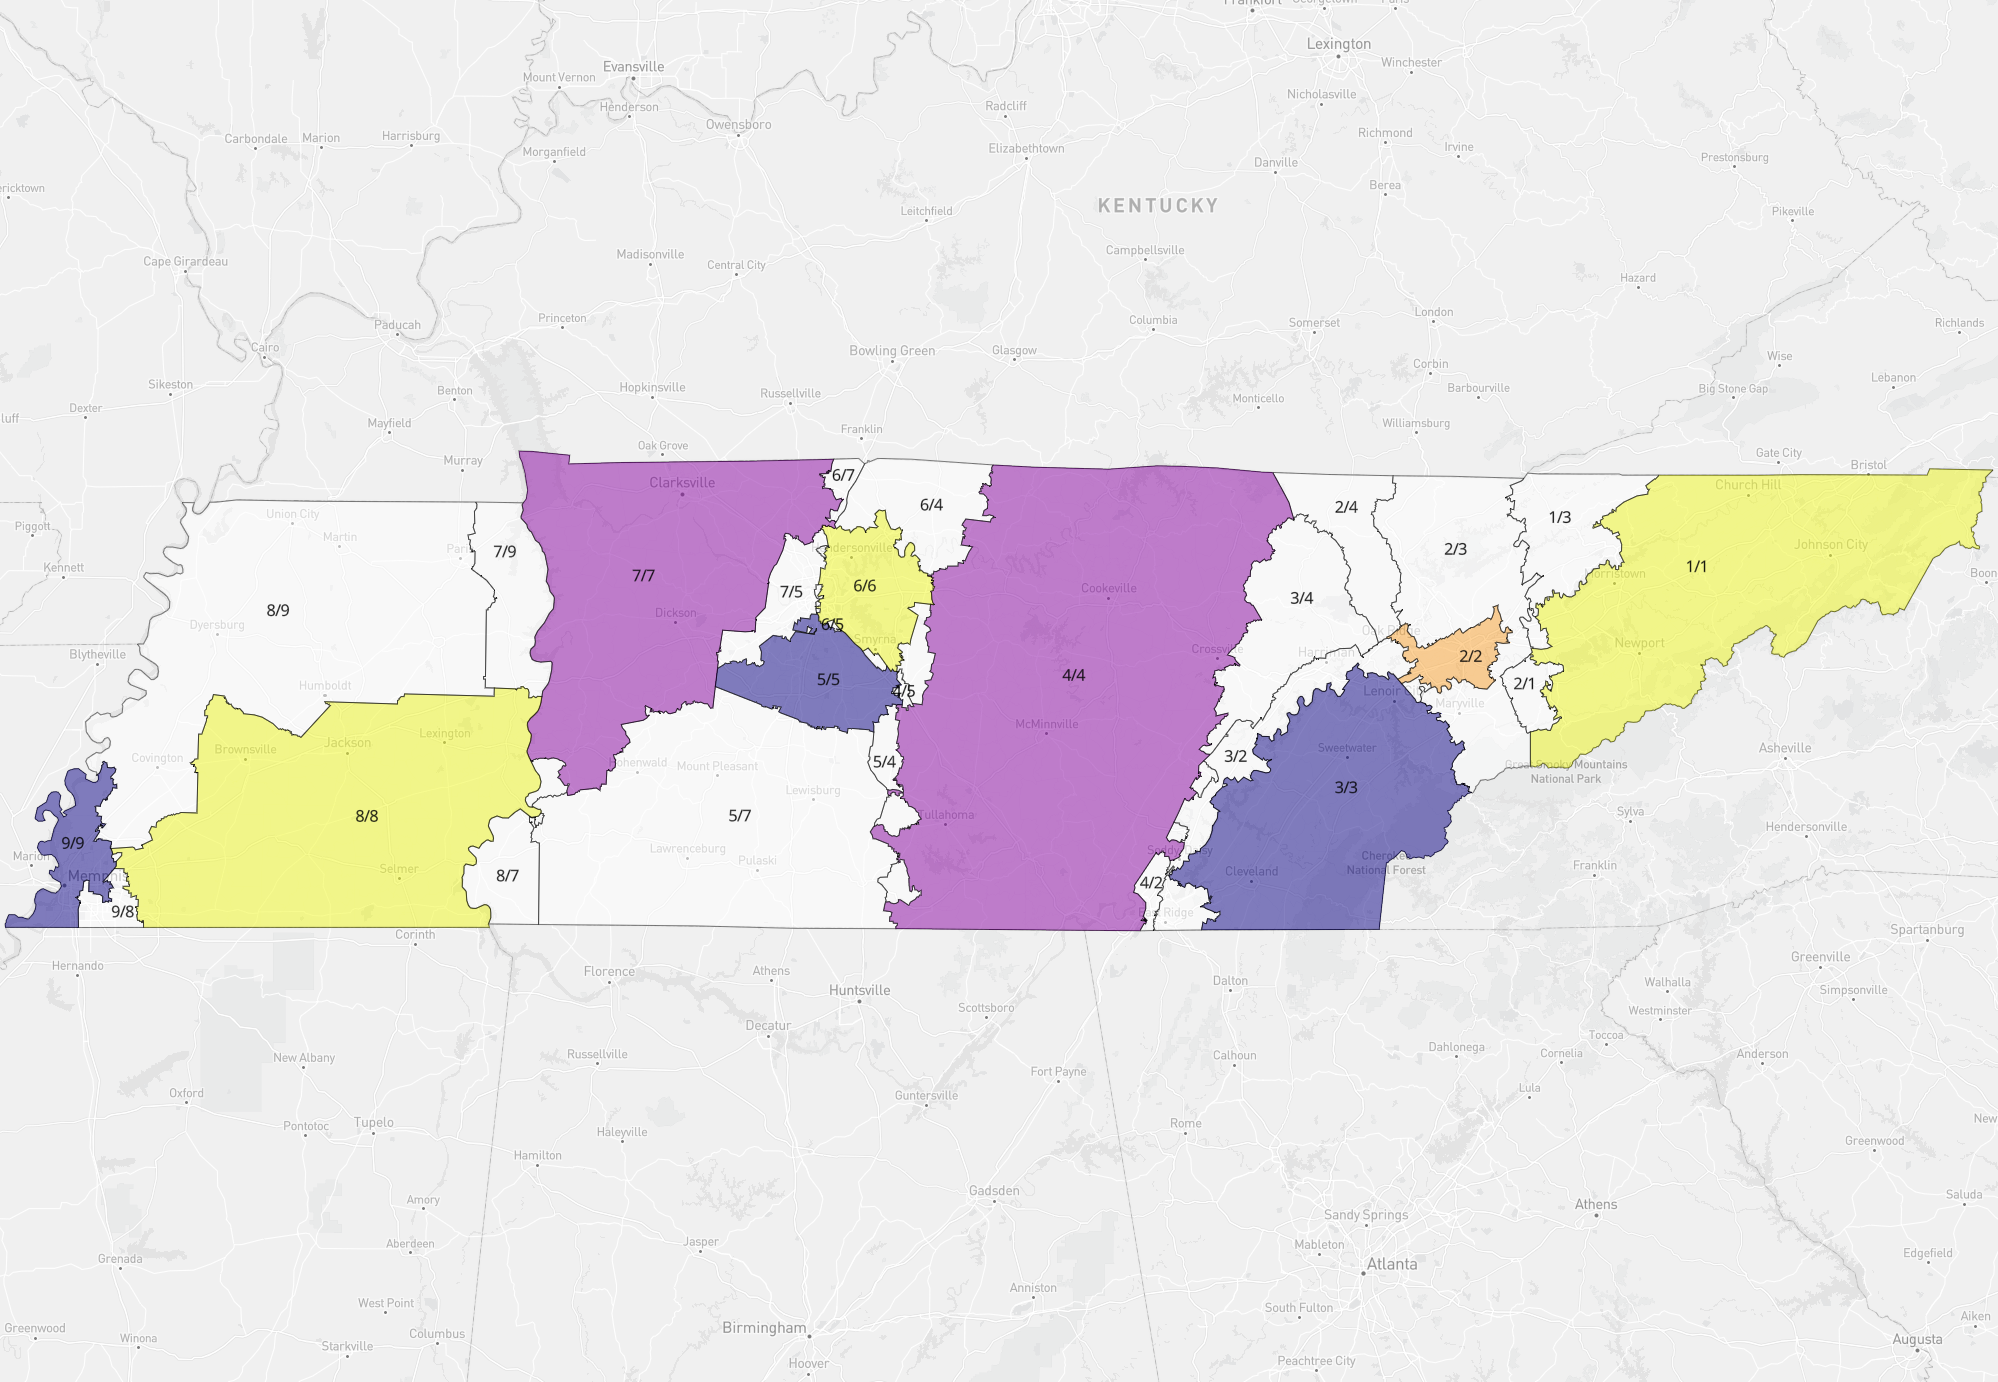 Frankfort
Georgetown
Paris
Lexington
Evansville
Winchester
Mount Vernon
Henderson
Nicholasville
Radcliff
Owensboro
Richmond
Carbondale
Marion
Harrisburg
Irvine
Elizabethtown
Morganfield
Danville
Prestonsburg
ericktown
Berea
KENTUCKY
Leitchfield
Pikeville
Madisonville
Campbellsville
Cape Girardeau
Central City
Hazard
Princeton
Columbia
Somerset
London
Richlands
Paducah
Cairo
Bowling Green
Glasgow
Wise
Corbin
Sikeston
Benton
Hopkinsville
Russellville
Barbourville
Big Stone Gap
Lebanon
Dexter
Monticello
luff
Mayfield
Franklin
Williamsburg
Oak Grove
Murray
Gate City
Bristol
6/7
Clarksville
Church Hill
Union City
6/4
2/4
1/3
Piggott
Martin
Paris
7/9
2/3
Johnson City
dersonville
Kennett
7/7
1/1
Morristown
Boon
7/5
6/6
Cookeville
3/4
8/9
Dickson
Dyersburg
6/5
Smyrna
Oak Ridge
Newport
Blytheville
Crossville
Harriman
2/2
4/4
5/5
2/1
Humboldt
4/5
Lenoir Ci
Maryville
McMinnville
Jackson
Lexington
Brownsville
Sweetwater
Asheville
Covington
3/2
5/4
Hohenwald
Mount Pleasant
Great Smoky Mountains
National Park
Lewisburg
3/3
8/8
5/7
Tullahoma
Sylva
Hendersonville
9/9
Lawrenceburg
Soddy-Daisy
Marion
Pulaski
Cherokee
National Forest
Franklin
Memphis
Selmer
8/7
Cleveland
4/2
9/8
East Ridge
Corinth
Spartanburg
Hernando
Florence
Athens
Greenville
Dalton
Walhalla
Huntsville
Simpsonville
Scottsboro
Westminster
Decatur
Toccoa
New Albany
Russellville
Calhoun
Dahlonega
Cornelia
Anderson
Fort Payne
Oxford
Guntersville
Lula
Tupelo
Pontotoc
Rome
New
Haleyville
Greenwood
Hamilton
Gadsden
Amory
Saluda
Athens
Sandy Springs
Jasper
Aberdeen
Mableton
Grenada
Edgefield
Atlanta
Anniston
West Point
South Fulton
Aiken
Greenwood
Birmingham
Winona
Columbus
Starkville
Augusta
Hoover
Peachtree City